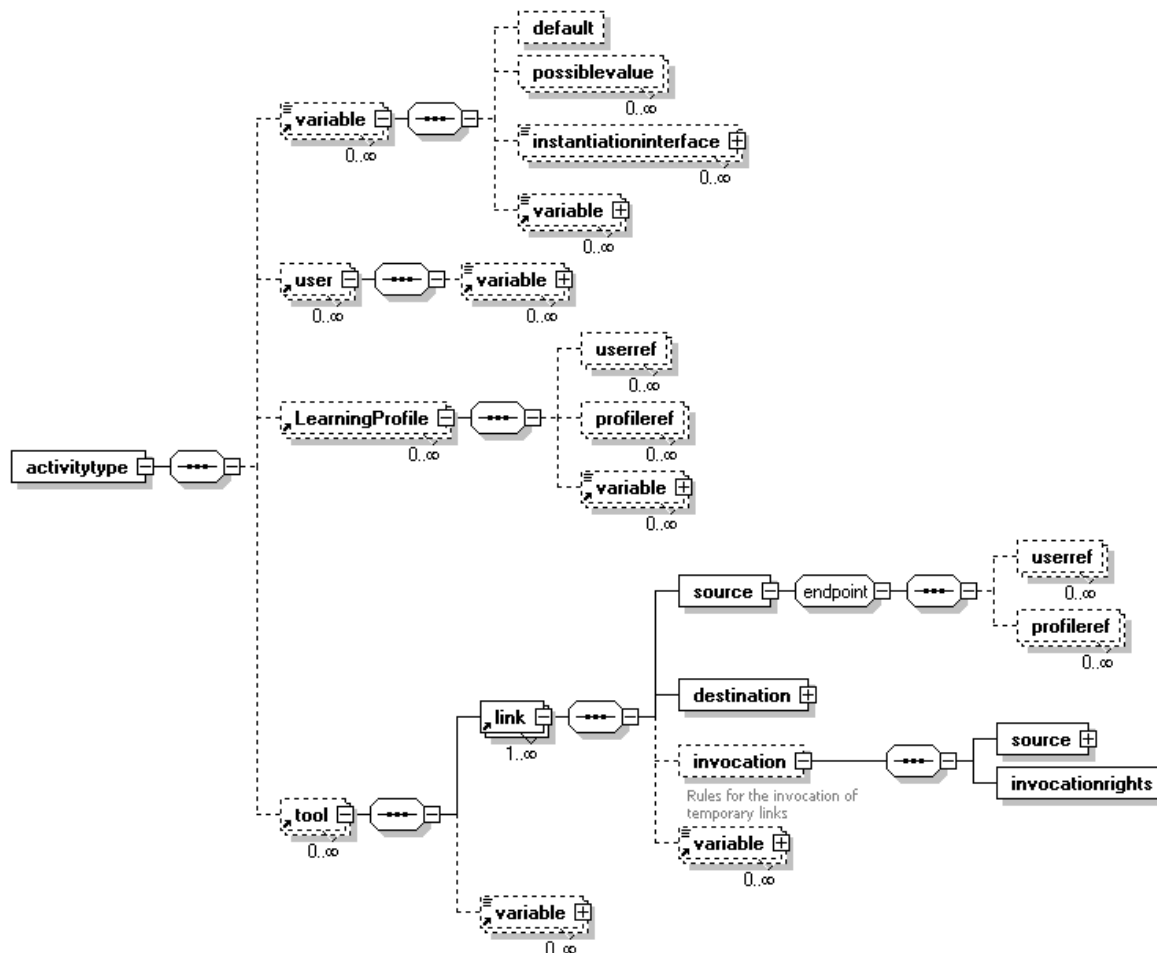 default
possiblevalue
0..∞
variable
0..∞
instantiationinterface
0..∞
variable
0..∞
user
0..∞
variable
0..∞
userref
0..∞
LearningProfile
0..∞
profileref
0..∞
variable
0..∞
activitytype
source
endpoint
userref
0..∞
profileref
0..∞
destination
link
1..∞
invocation
Rules for the invocation of
temporary links
source
invocationrights
tool
0..∞
variable
0..∞
variable
0..∞